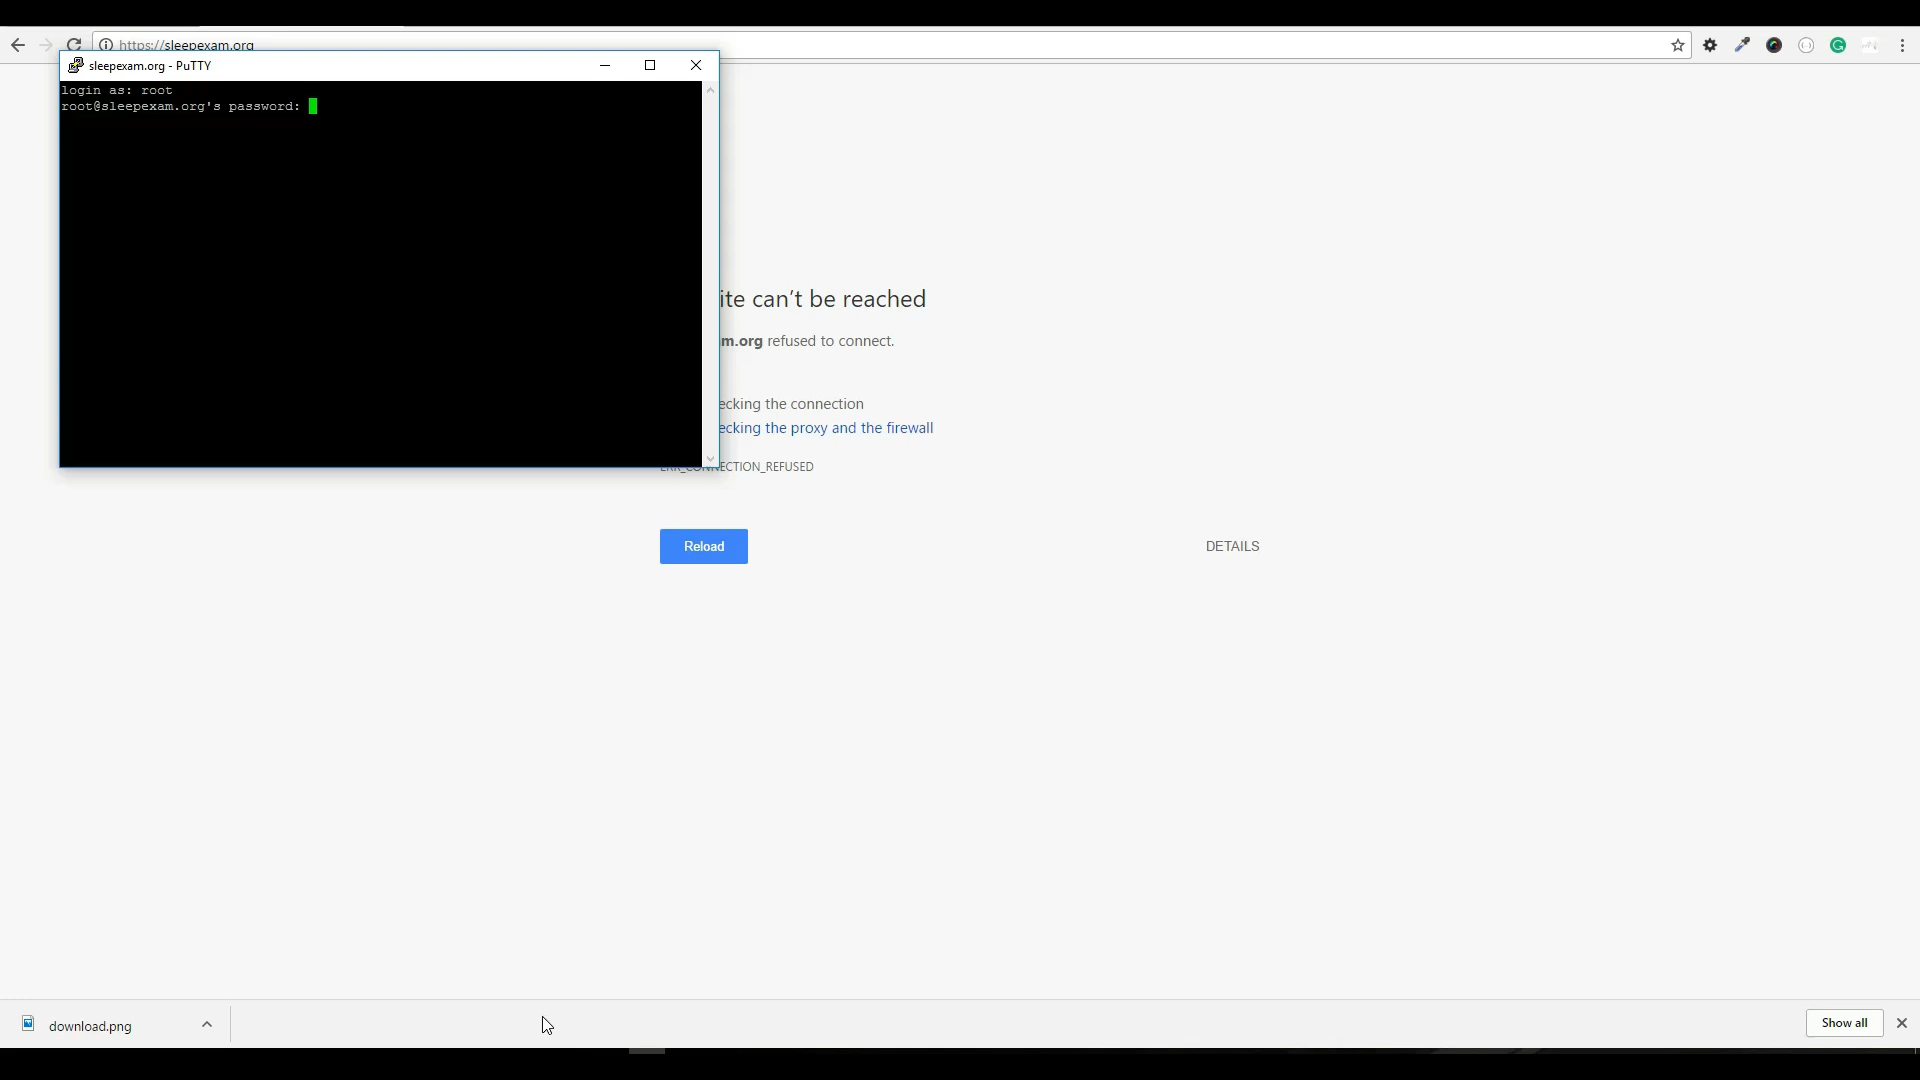 https://sleepexam.org
sleepexam.org - PuTTY
login as: root
root@sleepexam.org's password:
ite can't be reached
m.org refused to connect.
ecking the connection
ecking the proxy and the firewall
ERR_CONNECTION_REFUSED
Reload
DETAILS
download.png
Show all